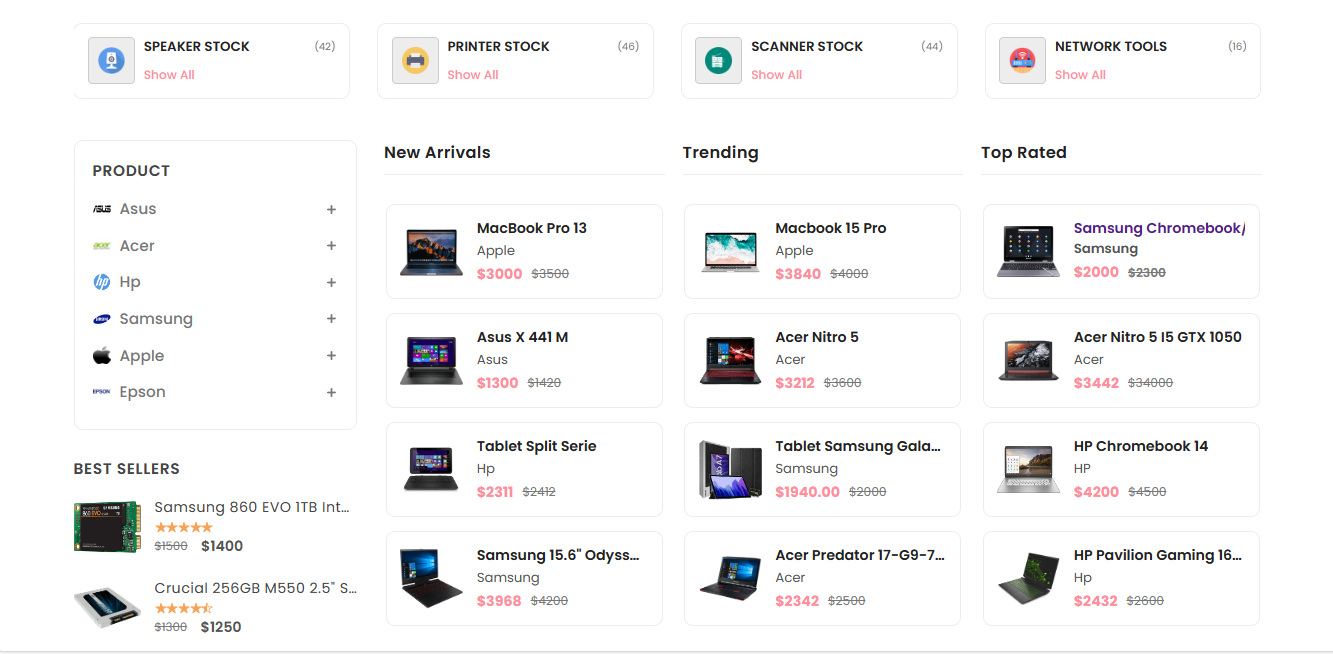 SPEAKER STOCK (42)
Show All
PRINTER STOCK (46)
Show All
SCANNER STOCK (44)
Show All
NETWORK TOOLS (16)
Show All
PRODUCT
ASUS Asus +
acer Acer +
hp Hp +
Samsung +
Apple +
EPSON Epson +
BEST SELLERS
Samsung 860 EVO 1TB Int...
$1500 $1400
Crucial 256GB M550 2.5" S...
$1300 $1250
New Arrivals
MacBook Pro 13
Apple
$3000 $3500
Asus X 441 M
Asus
$1300 $1420
Tablet Split Serie
Hp
$2311 $2412
Samsung 15.6" Odyss...
Samsung
$3968 $4200
Trending
Macbook 15 Pro
Apple
$3840 $4000
Acer Nitro 5
Acer
$3212 $3600
Tablet Samsung Gala...
Samsung
$1940.00 $2000
Acer Predator 17-G9-7...
Acer
$2342 $2500
Top Rated
Samsung Chromebook/
Samsung
$2000 $2300
Acer Nitro 5 I5 GTX 1050
Acer
$3442 $34000
HP Chromebook 14
HP
$4200 $4500
HP Pavilion Gaming 16...
Hp
$2432 $2600